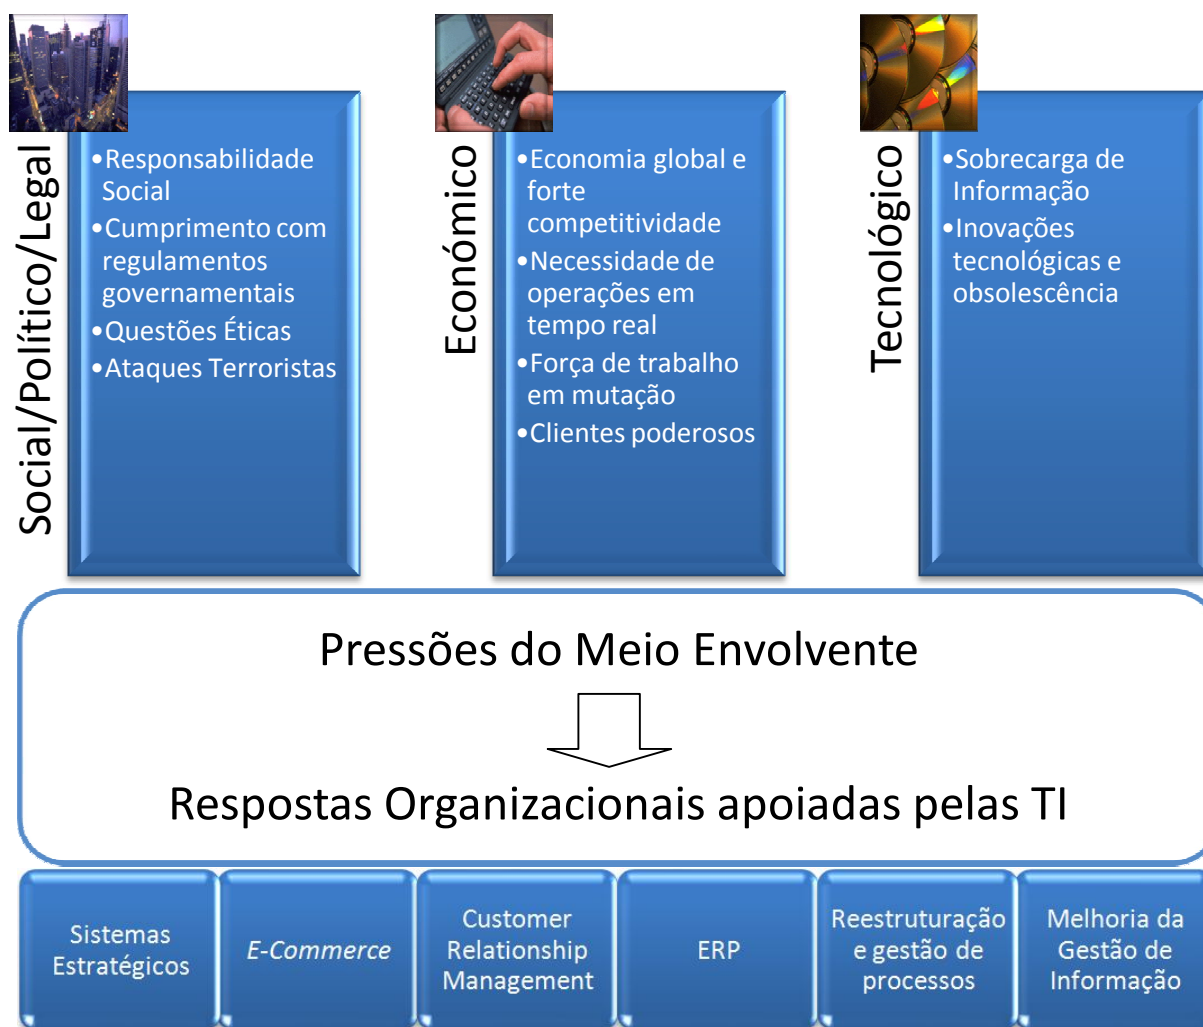 Social/Político/Legal
•Responsabilidade
Social
•Cumprimento com
regulamentos
governamentais
•Questões Éticas
•Ataques Terroristas
Económico
•Economia global e
forte
competitividade
•Necessidade de
operações em
tempo real
•Força de trabalho
em mutação
•Clientes poderosos
Tecnológico
•Sobrecarga de
Informação
•Inovações
tecnológicas e
obsolescência
Pressões do Meio Envolvente
Respostas Organizacionais apoiadas pelas TI
Sistemas
Estratégicos
E-Commerce
Customer
Relationship
Management
ERP
Reestruturação
e gestão de
processos
Melhoria da
Gestão de
Informação